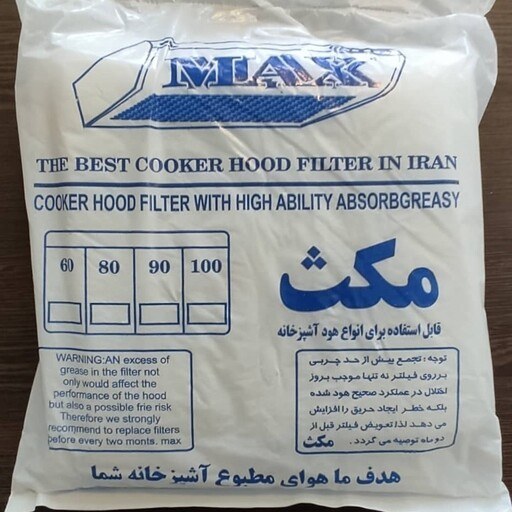 MAX
THE BEST COOKER HOOD FILTER IN IRAN
COOKER HOOD FILTER WITH HIGH ABILITY ABSORBGREASY
60 80 90 100
مکث
قابل استفاده برای انواع هود آشپزخانه
WARNING:AN excess of
grease in the filter not
only would affect the
performance of the hood
but also a possible frie risk
Therefore we strongly
recommend to replace filters
before every two monts. max
توجه : تجمع بیش از حد چربی
بر روی فیلتر نه تنها موجب بروز
اختلال در عملکرد صحیح هود شده
بلکه خطر ایجاد حریق را افزایش
می دهد لذا تعویض فیلتر قبل از
دو ماه توصیه می گردد . مکث
هدف ما هوای مطبوع آشپزخانه شما